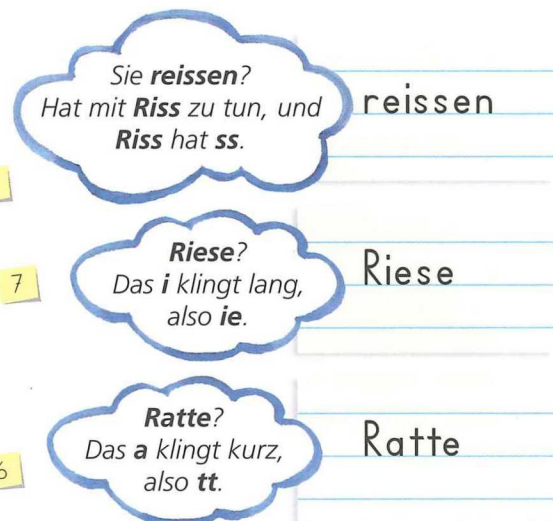 Sie reissen?
Hat mit Riss zu tun, und
Riss hat ss.
reissen
7
Riese?
Das i klingt lang,
also ie.
Riese
6
Ratte?
Das a klingt kurz,
also tt.
Ratte